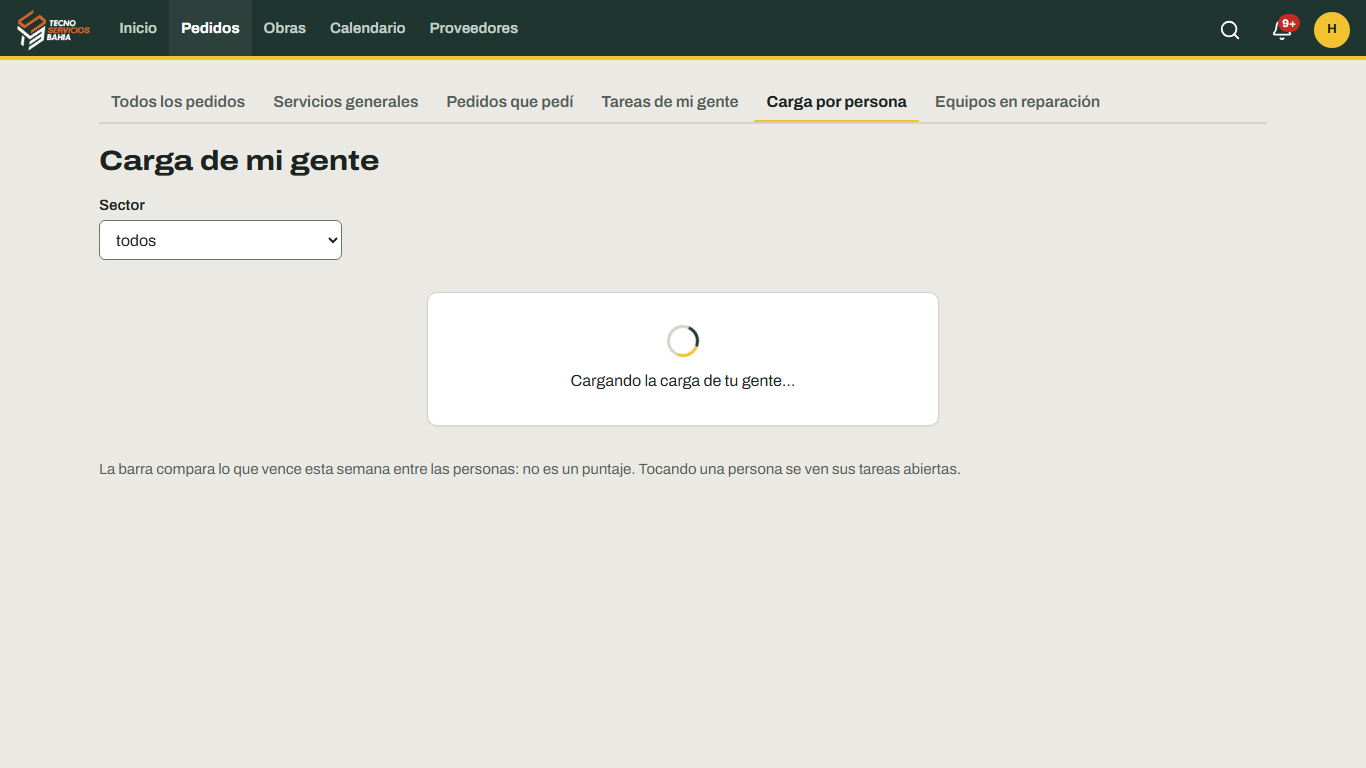 TECNO
SERVICIOS
BAHIA
Inicio
Pedidos
Obras
Calendario
Proveedores
9+
H
Todos los pedidos
Servicios generales
Pedidos que pedí
Tareas de mi gente
Carga por persona
Equipos en reparación
Carga de mi gente
Sector
todos
Cargando la carga de tu gente...
La barra compara lo que vence esta semana entre las personas: no es un puntaje. Tocando una persona se ven sus tareas abiertas.